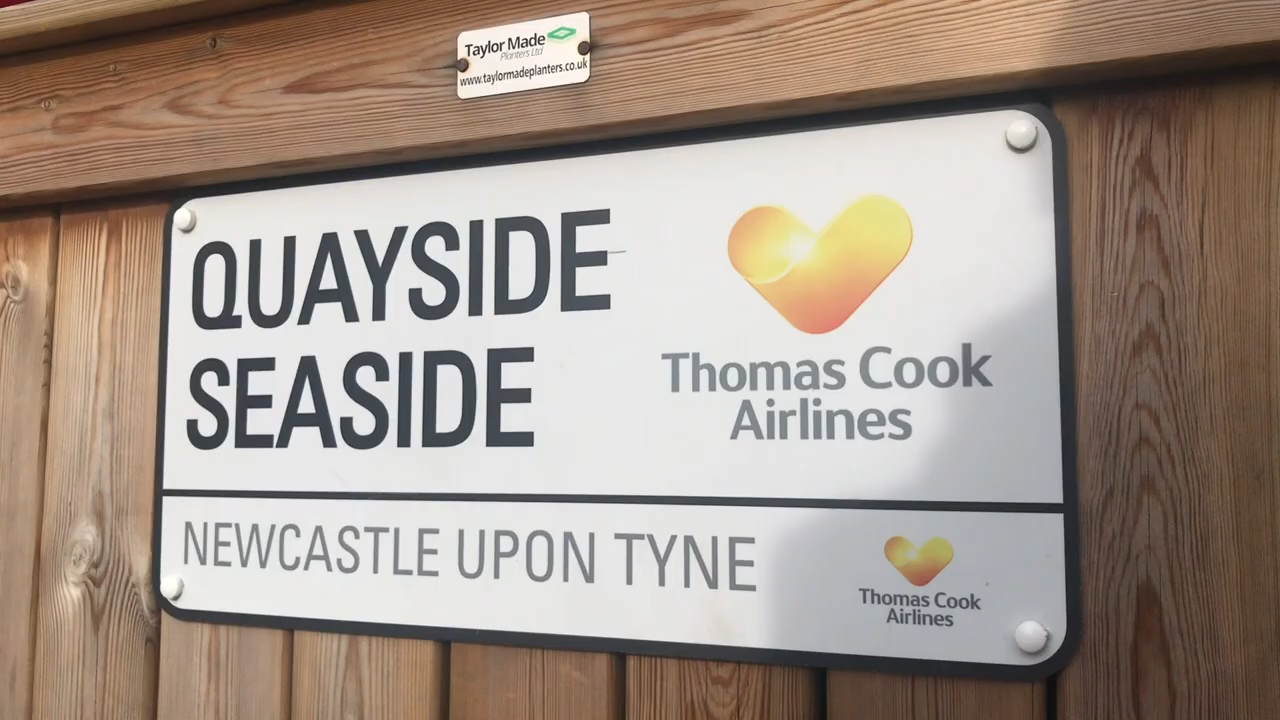 Taylor Made
Planters Ltd
www.taylormadeplanters.co.uk
QUAYSIDE
SEASIDE
Thomas Cook
Airlines
NEWCASTLE UPON TYNE
Thomas Cook
Airlines